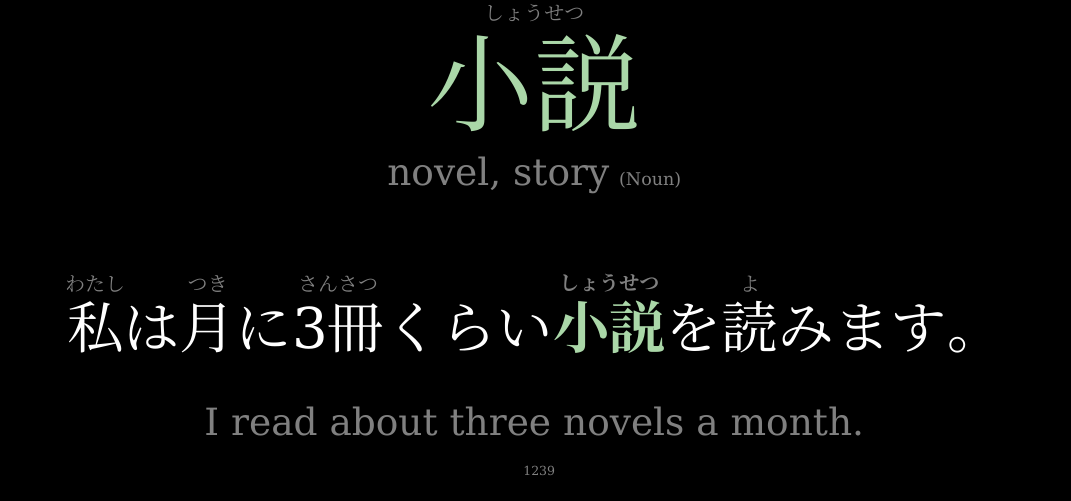 しょうせつ
小説
novel, story (Noun)
わたし つき さんさつ しょうせつ よ
私は月に3冊くらい小説を読みます。
I read about three novels a month.
1239